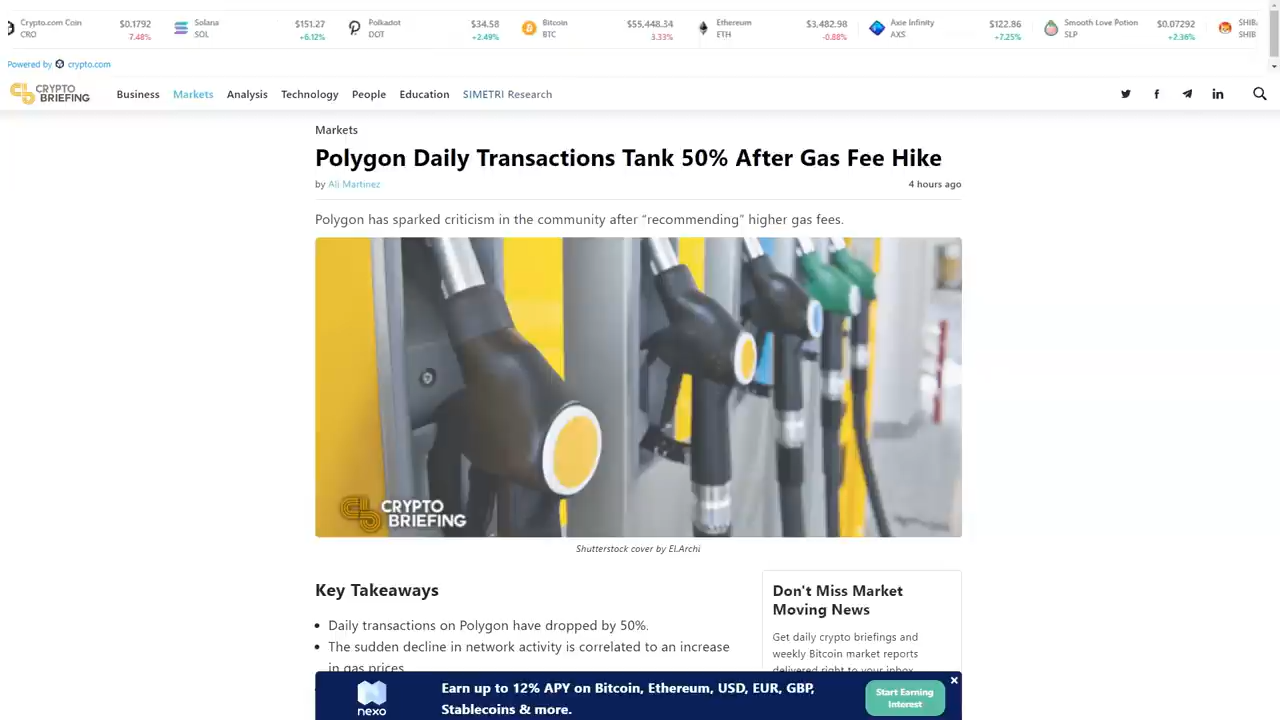 Crypto.com Coin $0.1792 Solana $151.27 Polkadot $34.58 Bitcoin $55,448.34 Ethereum $3,482.98 Axie Infinity $122.86 Smooth Love Potion $0.07292 SHIB
CRO -7.48% SOL +6.12% DOT +2.49% BTC 3.33% ETH -0.88% AXS +7.25% SLP +2.36% SHIB
Powered by crypto.com
CRYPTO
BRIEFING
Business Markets Analysis Technology People Education SIMETRI Research
Markets
Polygon Daily Transactions Tank 50% After Gas Fee Hike
by Ali Martinez 4 hours ago
Polygon has sparked criticism in the community after “recommending” higher gas fees.
CRYPTO
BRIEFING
Shutterstock cover by El.Archi
Key Takeaways
Daily transactions on Polygon have dropped by 50%.
The sudden decline in network activity is correlated to an increase
in gas prices
Don't Miss Market
Moving News
Get daily crypto briefings and
weekly Bitcoin market reports
delivered right to your inbox
nexo
Earn up to 12% APY on Bitcoin, Ethereum, USD, EUR, GBP,
Stablecoins & more.
Start Earning
Interest